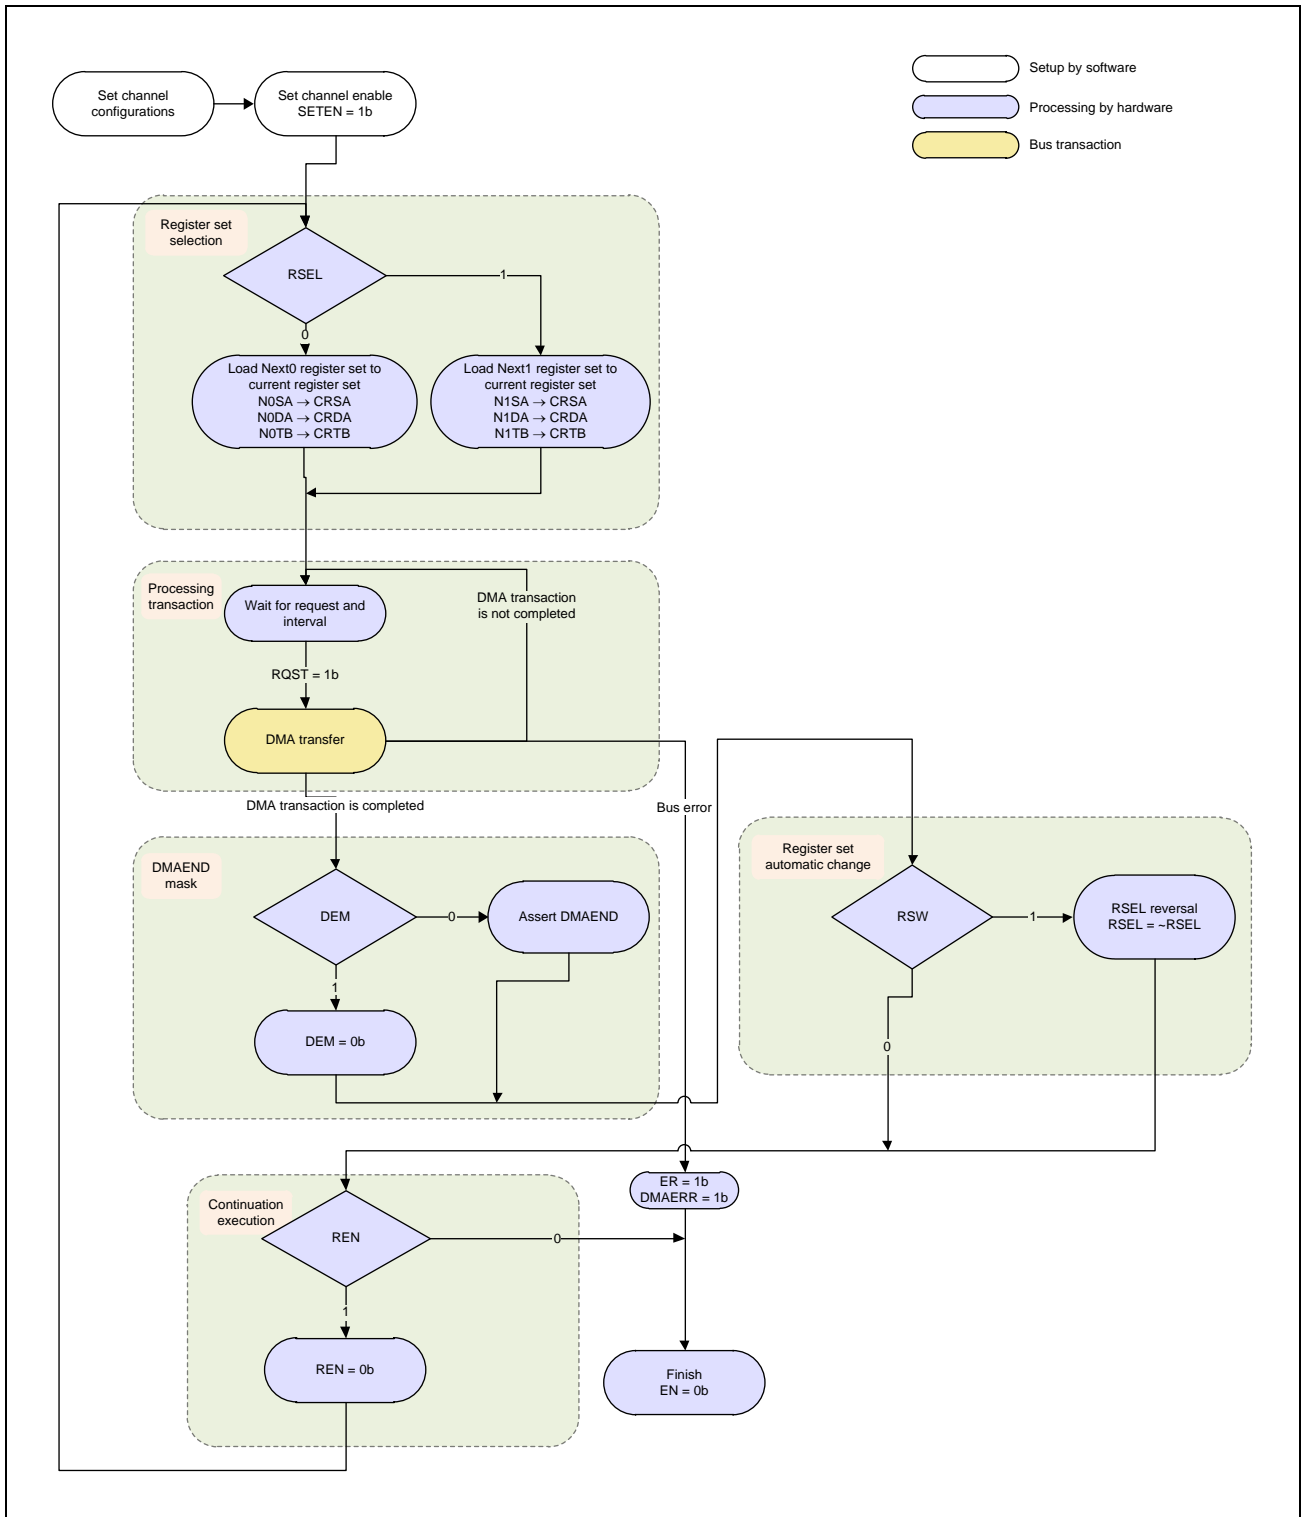 Set channel
configurations
Set channel enable
SETEN = 1b
Setup by software
Processing by hardware
Bus transaction
Register set
selection
RSEL
1
0
Load Next0 register set to
current register set
N0SA → CRSA
N0DA → CRDA
N0TB → CRTB
Load Next1 register set to
current register set
N1SA → CRSA
N1DA → CRDA
N1TB → CRTB
Processing
transaction
Wait for request and
interval
DMA transaction
is not completed
RQST = 1b
DMA transfer
DMA transaction is completed
Bus error
DMAEND
mask
DEM
0
Assert DMAEND
1
DEM = 0b
Register set
automatic change
RSW
1
RSEL reversal
RSEL = ~RSEL
0
ER = 1b
DMAERR = 1b
Continuation
execution
REN
0
1
REN = 0b
Finish
EN = 0b